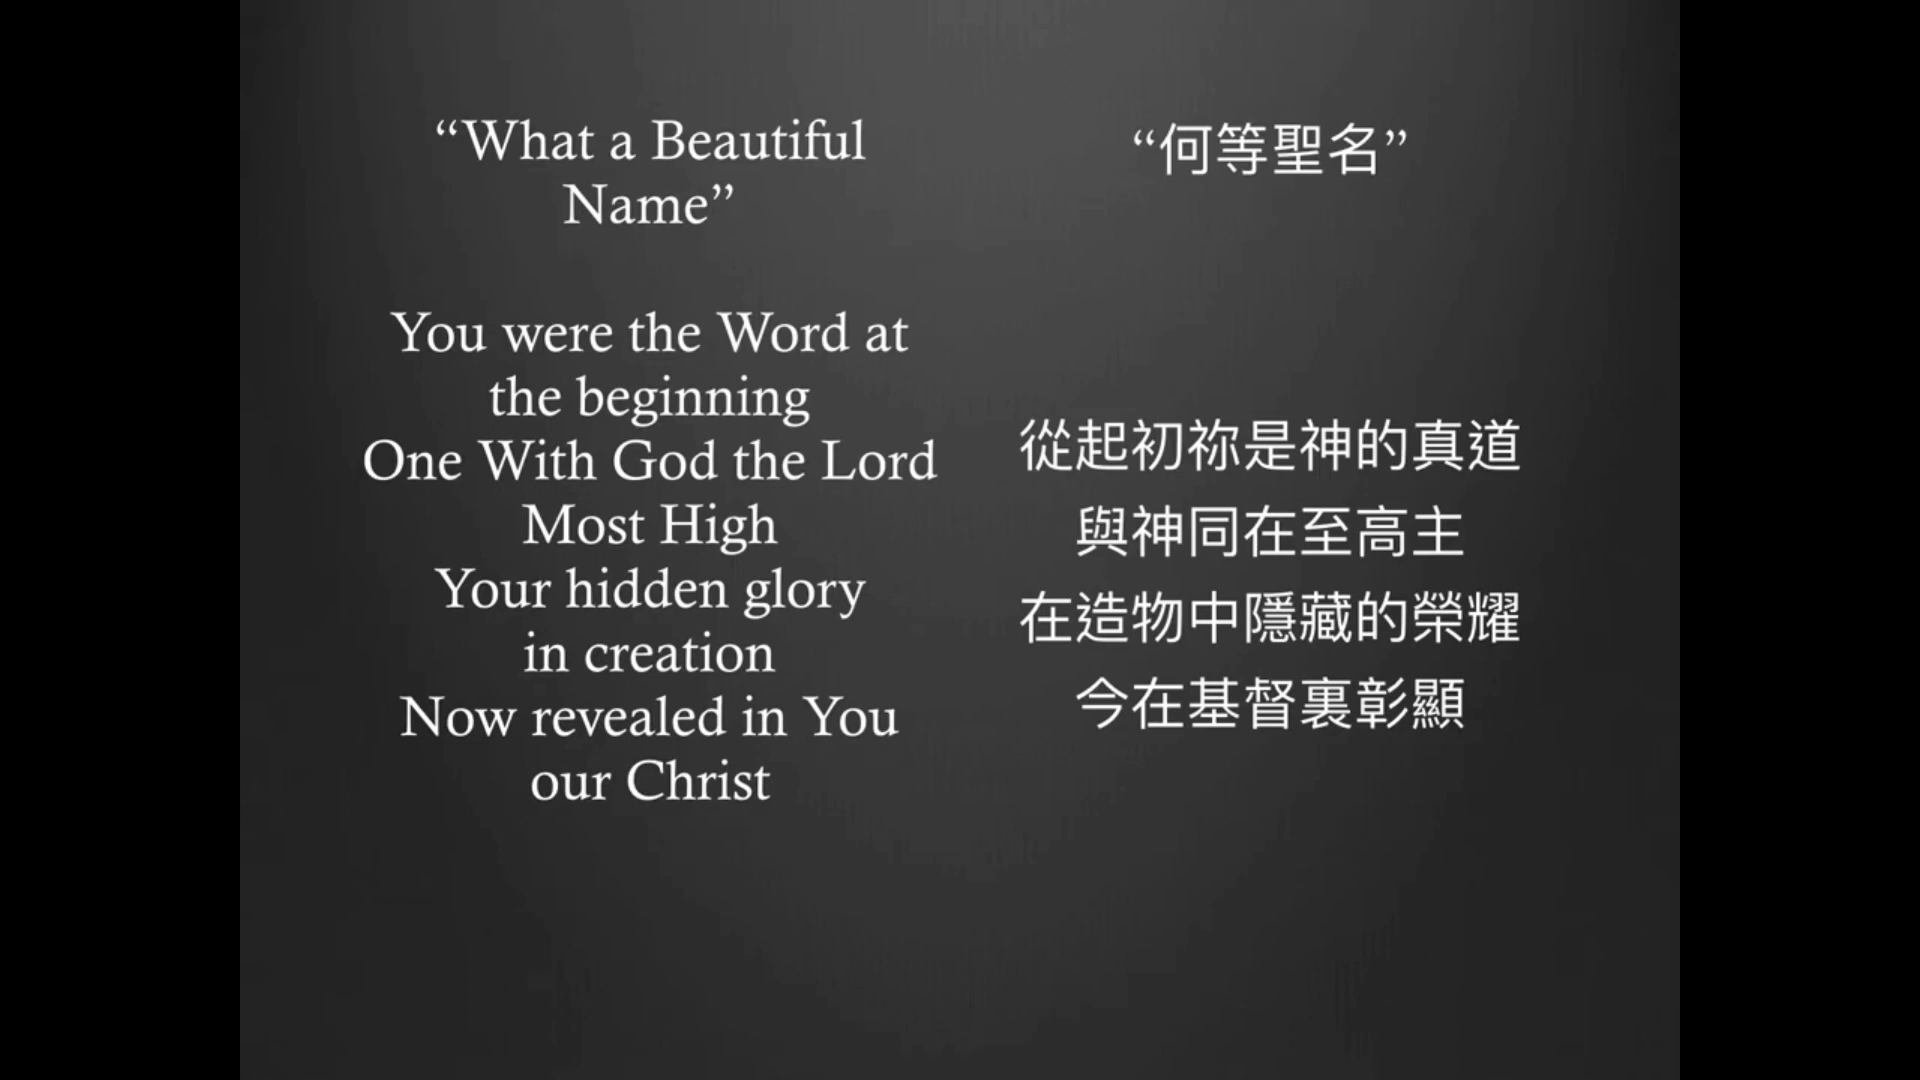 “What a Beautiful
Name”
You were the Word at
the beginning
One With God the Lord
Most High
Your hidden glory
in creation
Now revealed in You
our Christ
“何等聖名”
從起初祢是神的真道
與神同在至高主
在造物中隱藏的榮耀
今在基督裏彰顯